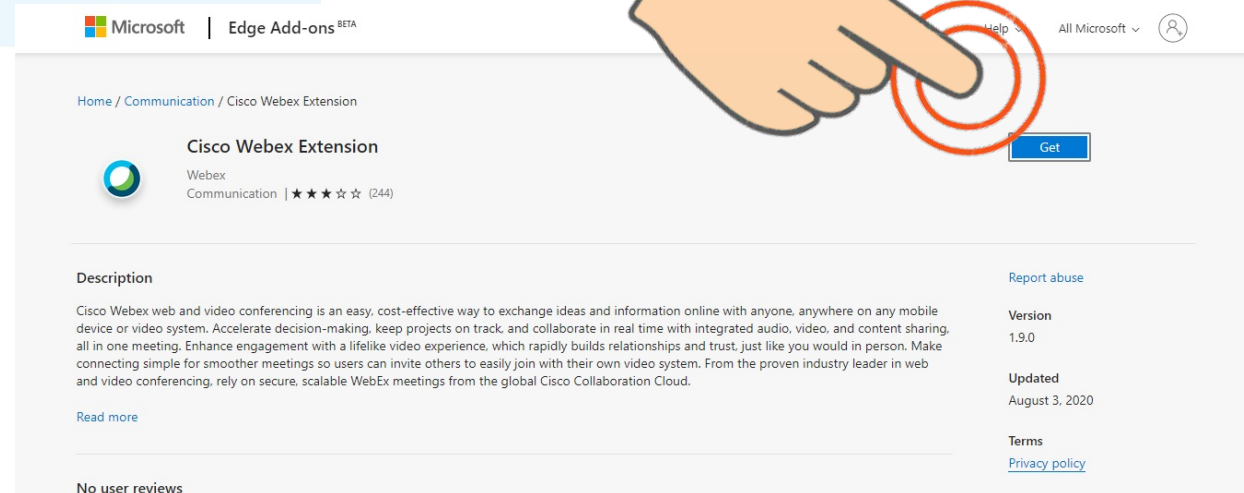 Microsoft | Edge Add-ons BETA
Help All Microsoft
Home / Communication / Cisco Webex Extension
Cisco Webex Extension
Get
Webex
Communication | ★ ★ ★ ☆ ☆ (244)
Description
Report abuse
Cisco Webex web and video conferencing is an easy, cost-effective way to exchange ideas and information online with anyone, anywhere on any mobile
device or video system. Accelerate decision-making, keep projects on track, and collaborate in real time with integrated audio, video, and content sharing,
all in one meeting. Enhance engagement with a lifelike video experience, which rapidly builds relationships and trust, just like you would in person. Make
connecting simple for smoother meetings so users can invite others to easily join with their own video system. From the proven industry leader in web
and video conferencing, rely on secure, scalable WebEx meetings from the global Cisco Collaboration Cloud.
Read more
Version
1.9.0
Updated
August 3, 2020
Terms
Privacy policy
No user reviews